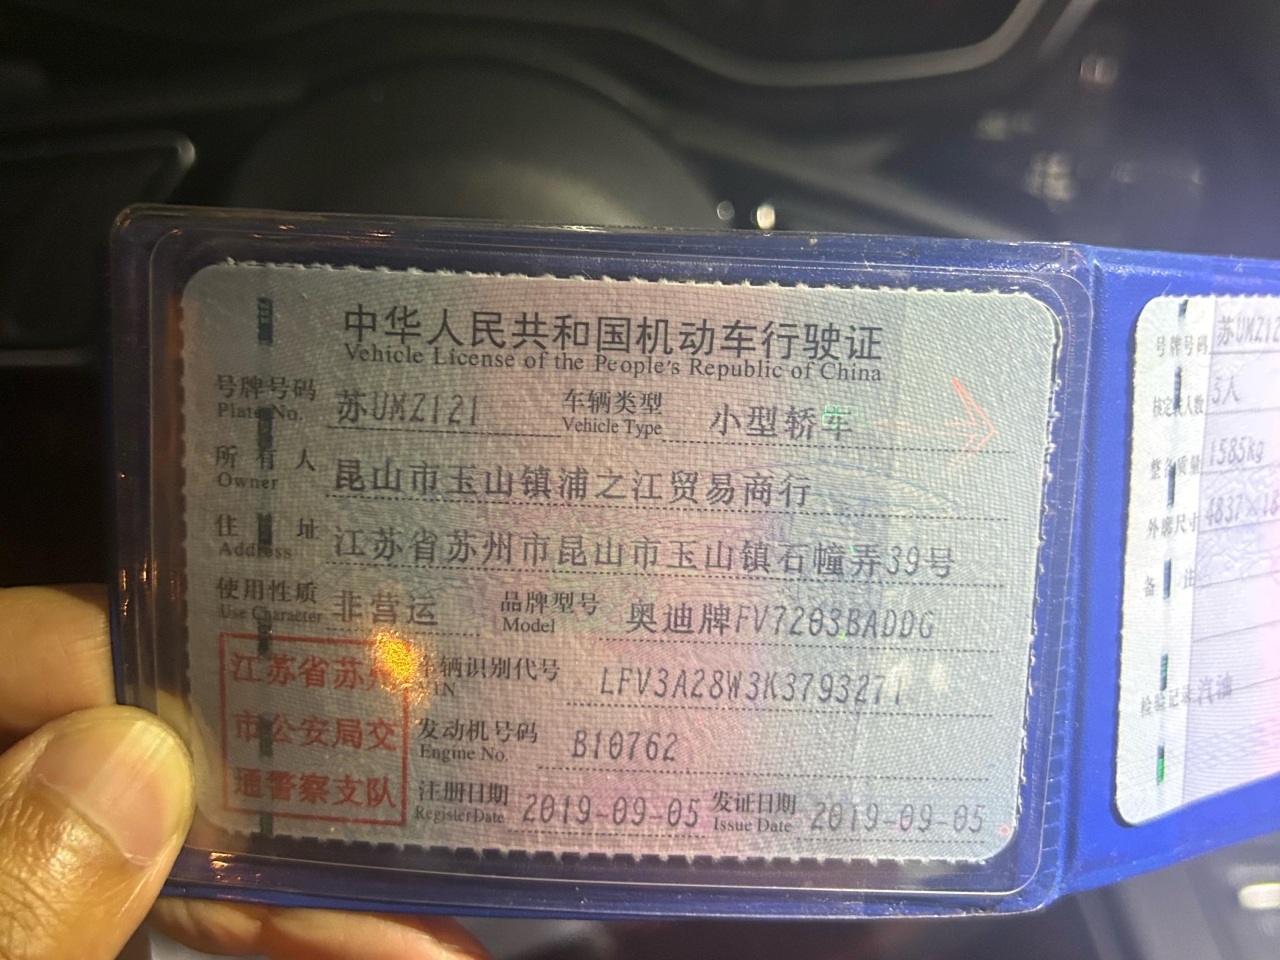 中华人民共和国机动车行驶证
Vehicle License of the People's Republic of China
号牌号码 苏UMZ121 车辆类型 小型轿车
Plate No. Vehicle Type
所有人 昆山市玉山镇浦之江贸易商行
Owner
住址 江苏省苏州市昆山市玉山镇石幢弄39号
Address
使用性质 非营运 品牌型号 奥迪牌FV7203BADDG
Use Character Model
车辆识别代号 LFV3A28W3K3793271
VIN
发动机号码 B10762
Engine No.
注册日期 2019-09-05 发证日期 2019-09-05
Register Date Issue Date
江苏省苏州
市公安局交
通警察支队
号牌号码 苏UMZ12
核定载人数 5人
整备质量 1585kg
外廓尺寸 4837×18
备注
检验记录 汽油